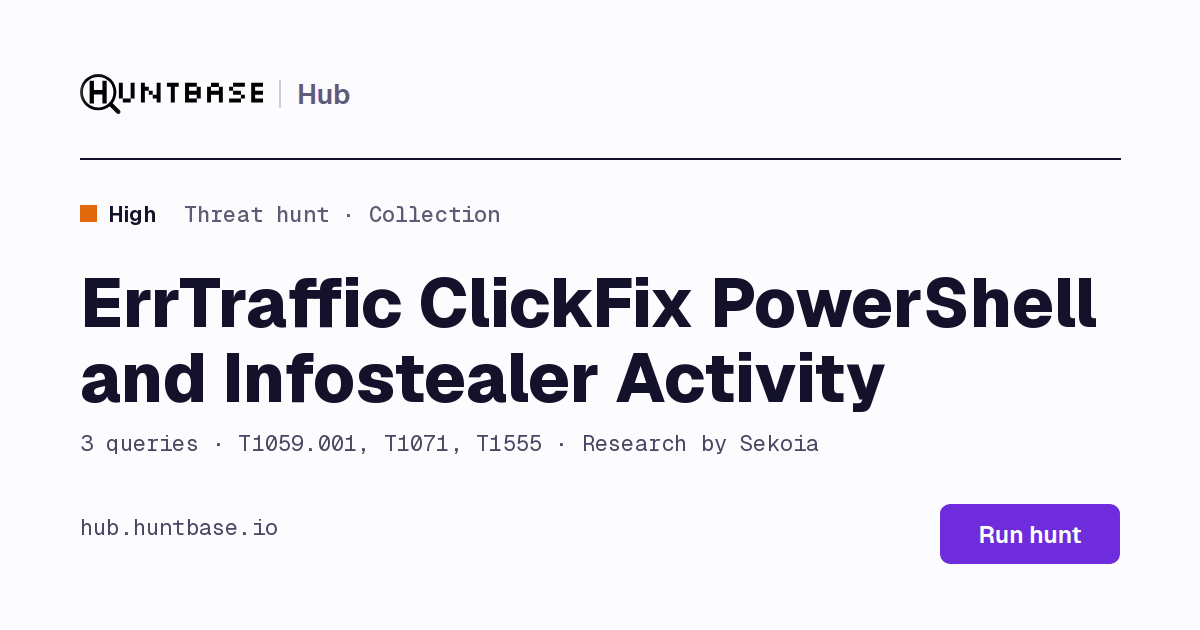 HUNTBASE | Hub
High Threat hunt · Collection
ErrTraffic ClickFix PowerShell
and Infostealer Activity
3 queries · T1059.001, T1071, T1555 · Research by Sekoia
hub.huntbase.io
Run hunt